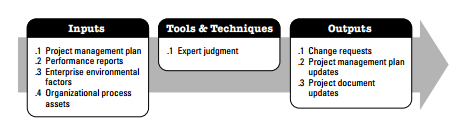 Inputs
.1 Project management plan
.2 Performance reports
.3 Enterprise environmental
factors
.4 Organizational process
assets
Tools & Techniques
.1 Expert judgment
Outputs
.1 Change requests
.2 Project management plan
updates
.3 Project document
updates